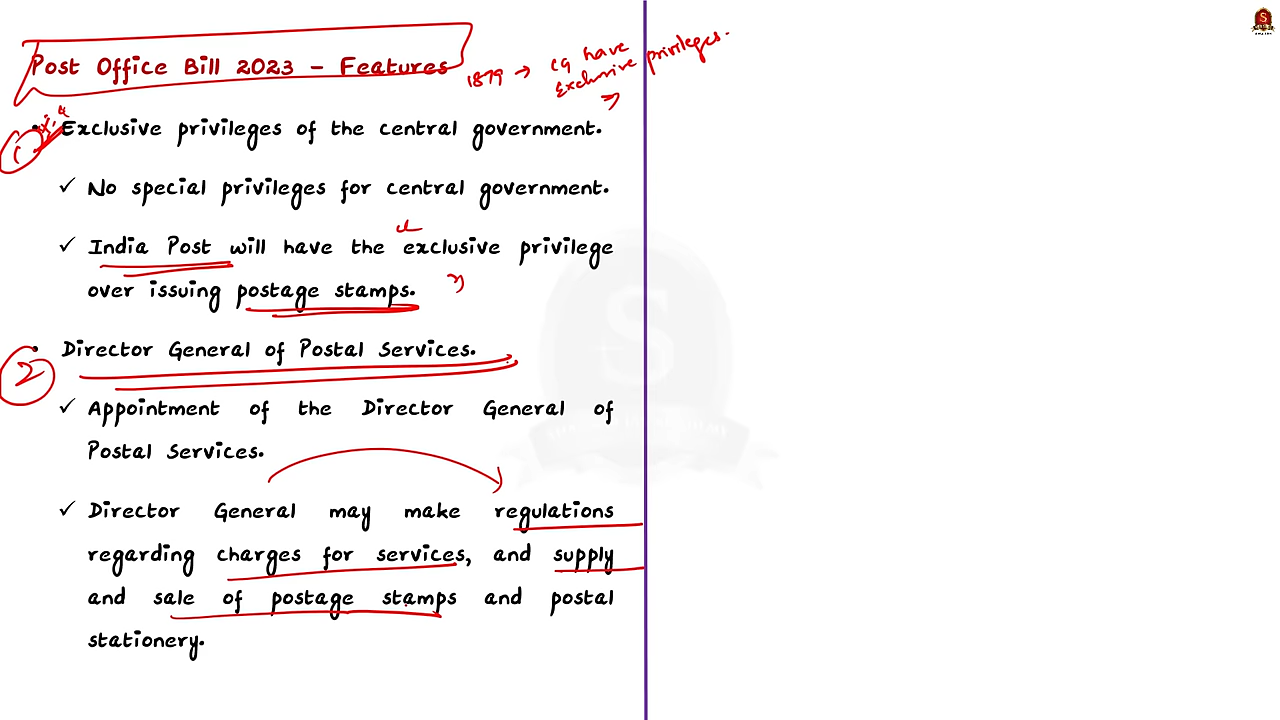 Post Office Bill 2023 – Features
1879 → CG have
Exclusive privileges.
⇒
1
• Exclusive privileges of the central government.
✓ No special privileges for central government.
✓ India Post will have the exclusive privilege
over issuing postage stamps.
2
• Director General of Postal Services.
✓ Appointment of the Director General of
Postal Services.
✓ Director General may make regulations
regarding charges for services, and supply
and sale of postage stamps and postal
stationery.
S